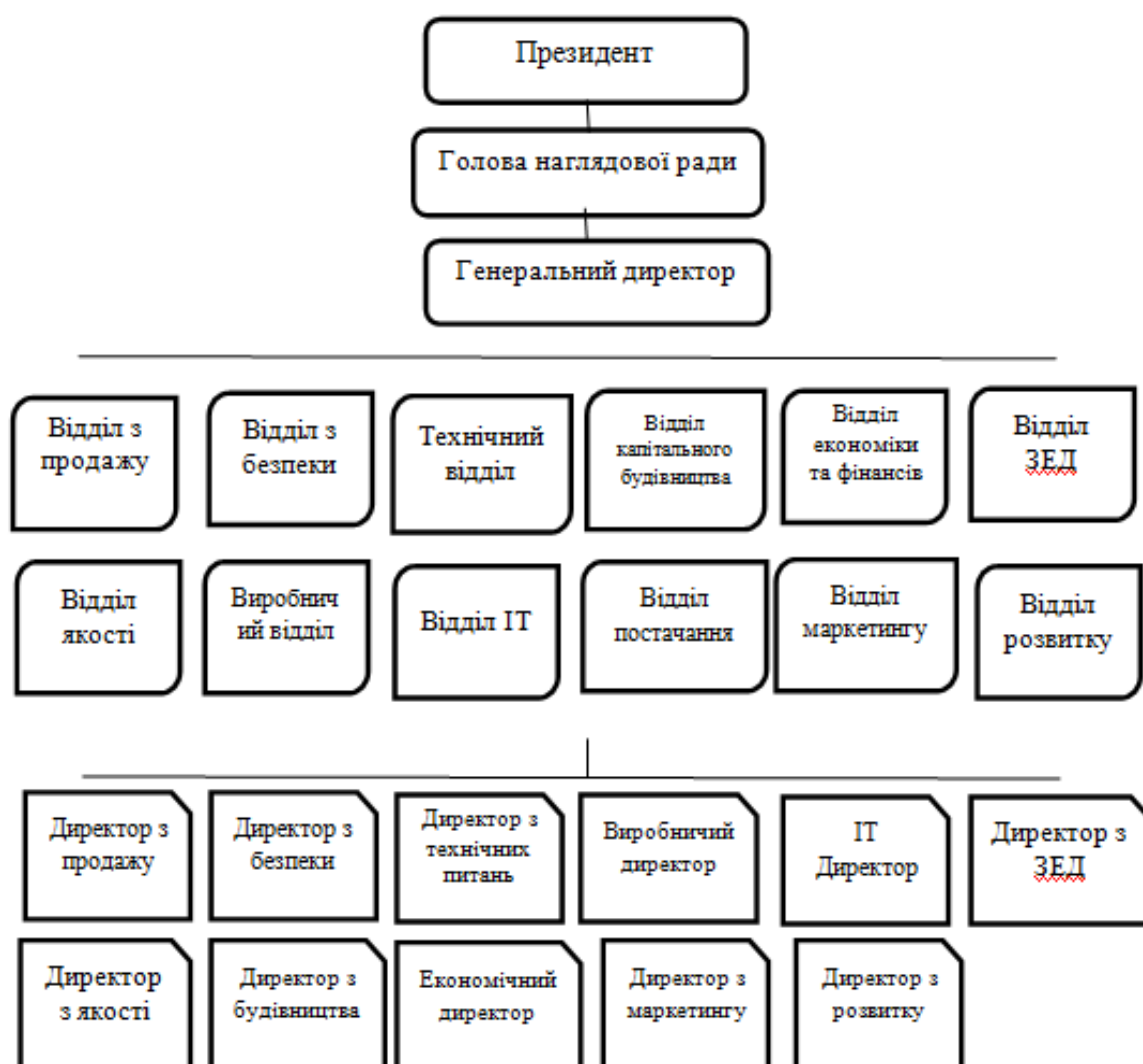 Президент
Голова наглядової ради
Генеральний директор
Відділ з
продажу
Відділ з
безпеки
Технічний
відділ
Відділ
капітального
будівництва
Відділ
економіки
та фінансів
Відділ
ЗЕД
Відділ
якості
Виробнич
ий відділ
Відділ ІТ
Відділ
постачання
Відділ
маркетингу
Відділ
розвитку
Директор з
продажу
Директор з
безпеки
Директор з
технічних
питань
Виробничий
директор
ІТ
Директор
Директор з
ЗЕД
Директор
з якості
Директор з
будівництва
Економічний
директор
Директор з
маркетингу
Директор з
розвитку